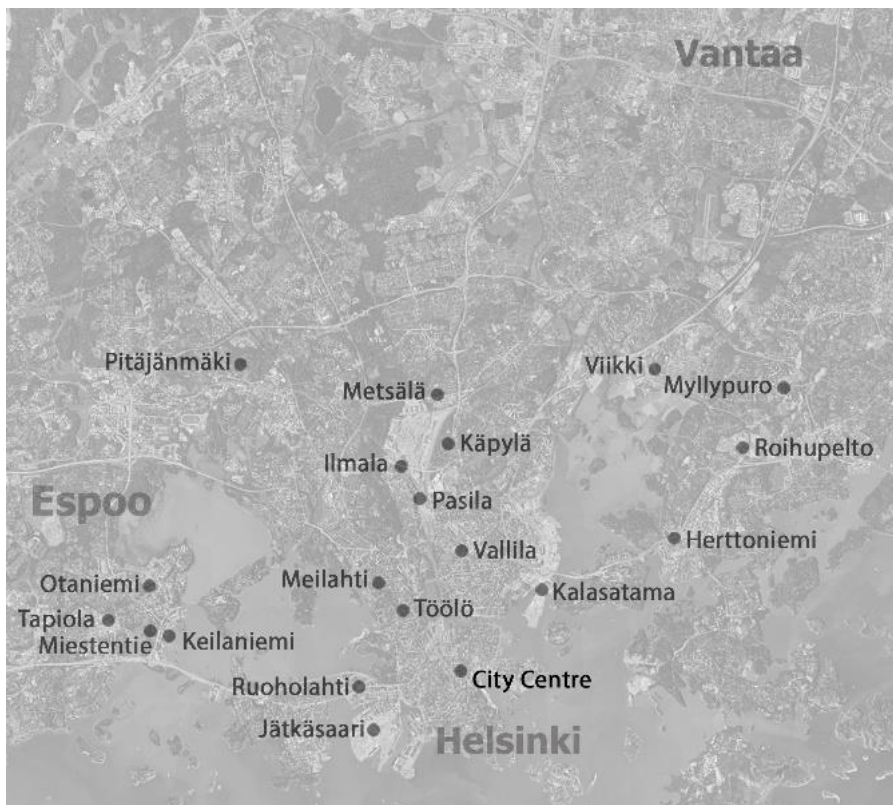 Vantaa
Pitäjänmäki
Viikki
Myllypuro
Metsälä
Käpylä
Roihupelto
Ilmala
Espoo
Pasila
Herttoniemi
Vallila
Otaniemi
Meilahti
Kalasatama
Töölö
Tapiola
Miestentie
Keilaniemi
City Centre
Ruoholahti
Jätkäsaari
Helsinki